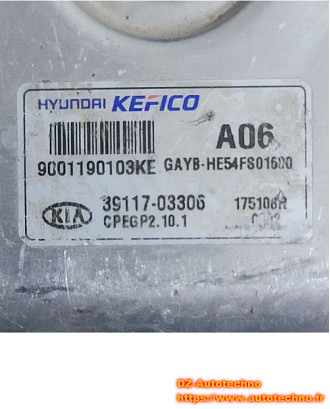 HYUNDAI KEFICO
A06
9001190103KE GAYB-HE54FS01600
KIA 39117-03306 175106R
CPEGP2.10.1
DZ-Autotechno
https://www.autotechno.fr